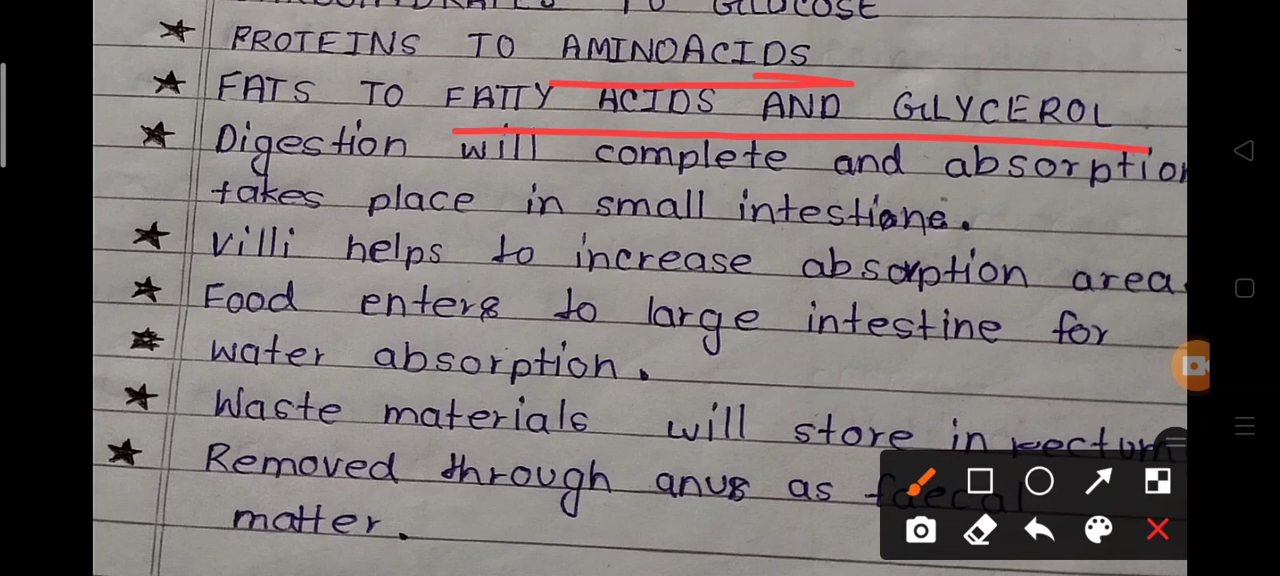 TO GLUCOSE
★ PROTEINS TO AMINOACIDS
★ FATS TO FATTY ACIDS AND GLYCEROL
★ Digestion will complete and absorption
takes place in small intestione.
★ Villi helps to increase absorption area.
★ Food enters to large intestine for
★ water absorption.
★ Waste materials will store in rectum
★ Removed through anus as faecal
matter.